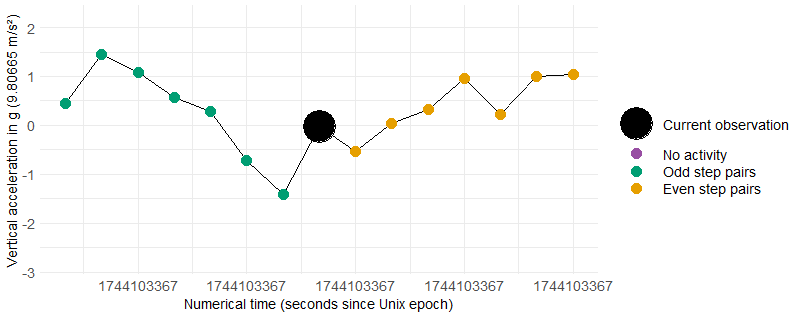 Vertical acceleration in g (9.80665 m/s²)
2
1
0
-1
-2
-3
1744103367 1744103367 1744103367 1744103367 1744103367
Numerical time (seconds since Unix epoch)
Current observation
No activity
Odd step pairs
Even step pairs